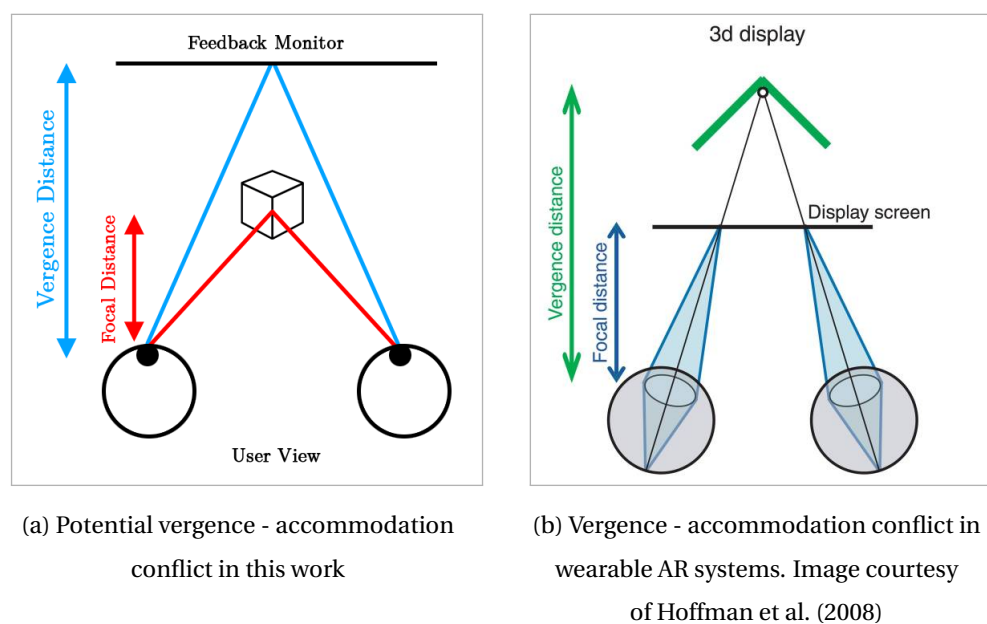 Feedback Monitor
Vergence Distance
Focal Distance
User View
(a) Potential vergence - accommodation
conflict in this work
3d display
Vergence distance
Display screen
Focal distance
(b) Vergence - accommodation conflict in
wearable AR systems. Image courtesy
of Hoffman et al. (2008)